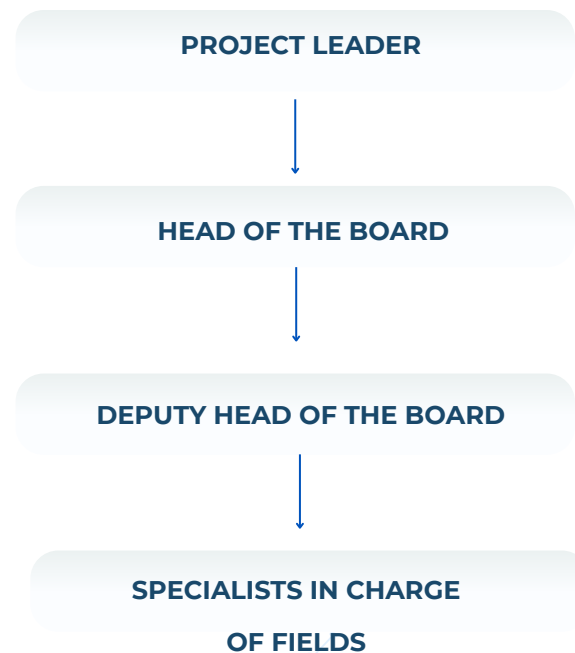 PROJECT LEADER
HEAD OF THE BOARD
DEPUTY HEAD OF THE BOARD
SPECIALISTS IN CHARGE
OF FIELDS